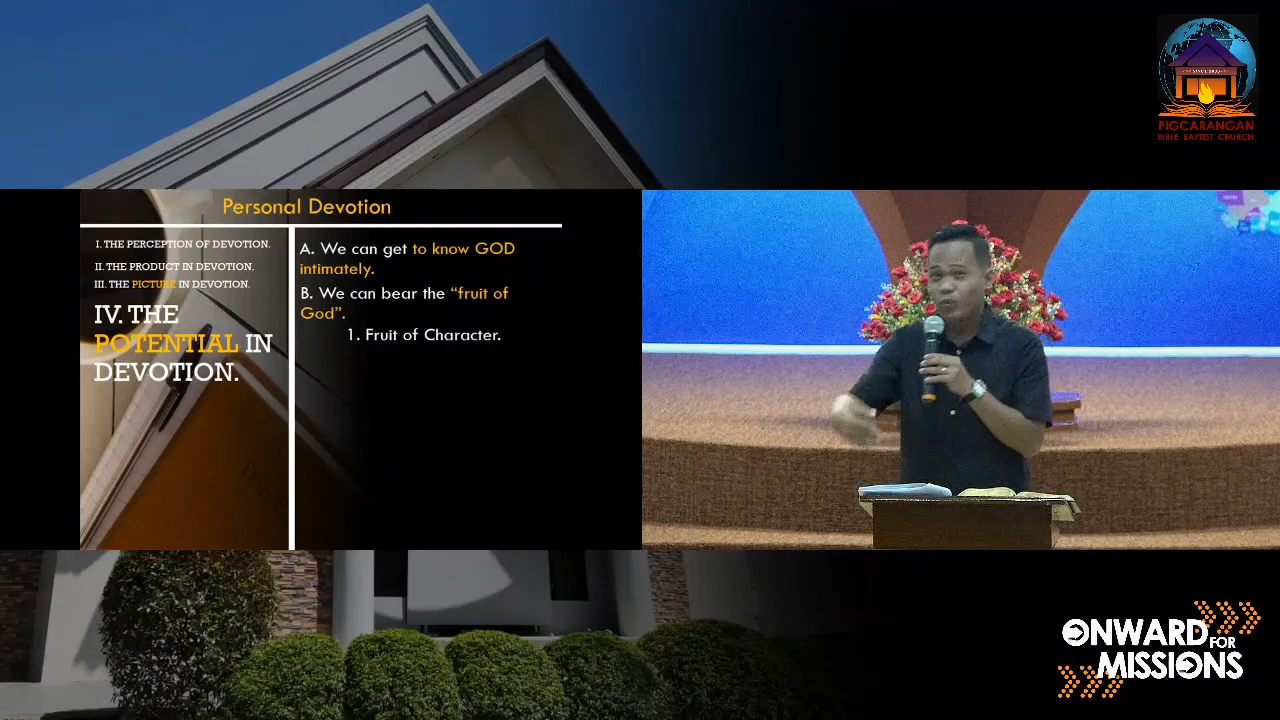 SINCE 1985
PIGCARANGAN
BIBLE BAPTIST CHURCH
Personal Devotion
I. THE PERCEPTION OF DEVOTION.
II. THE PRODUCT IN DEVOTION.
III. THE PICTURE IN DEVOTION.
IV. THE
POTENTIAL IN
DEVOTION.
A. We can get to know GOD
intimately.
B. We can bear the “fruit of
God”.
1. Fruit of Character.
ONWARD
FOR
MISSIONS